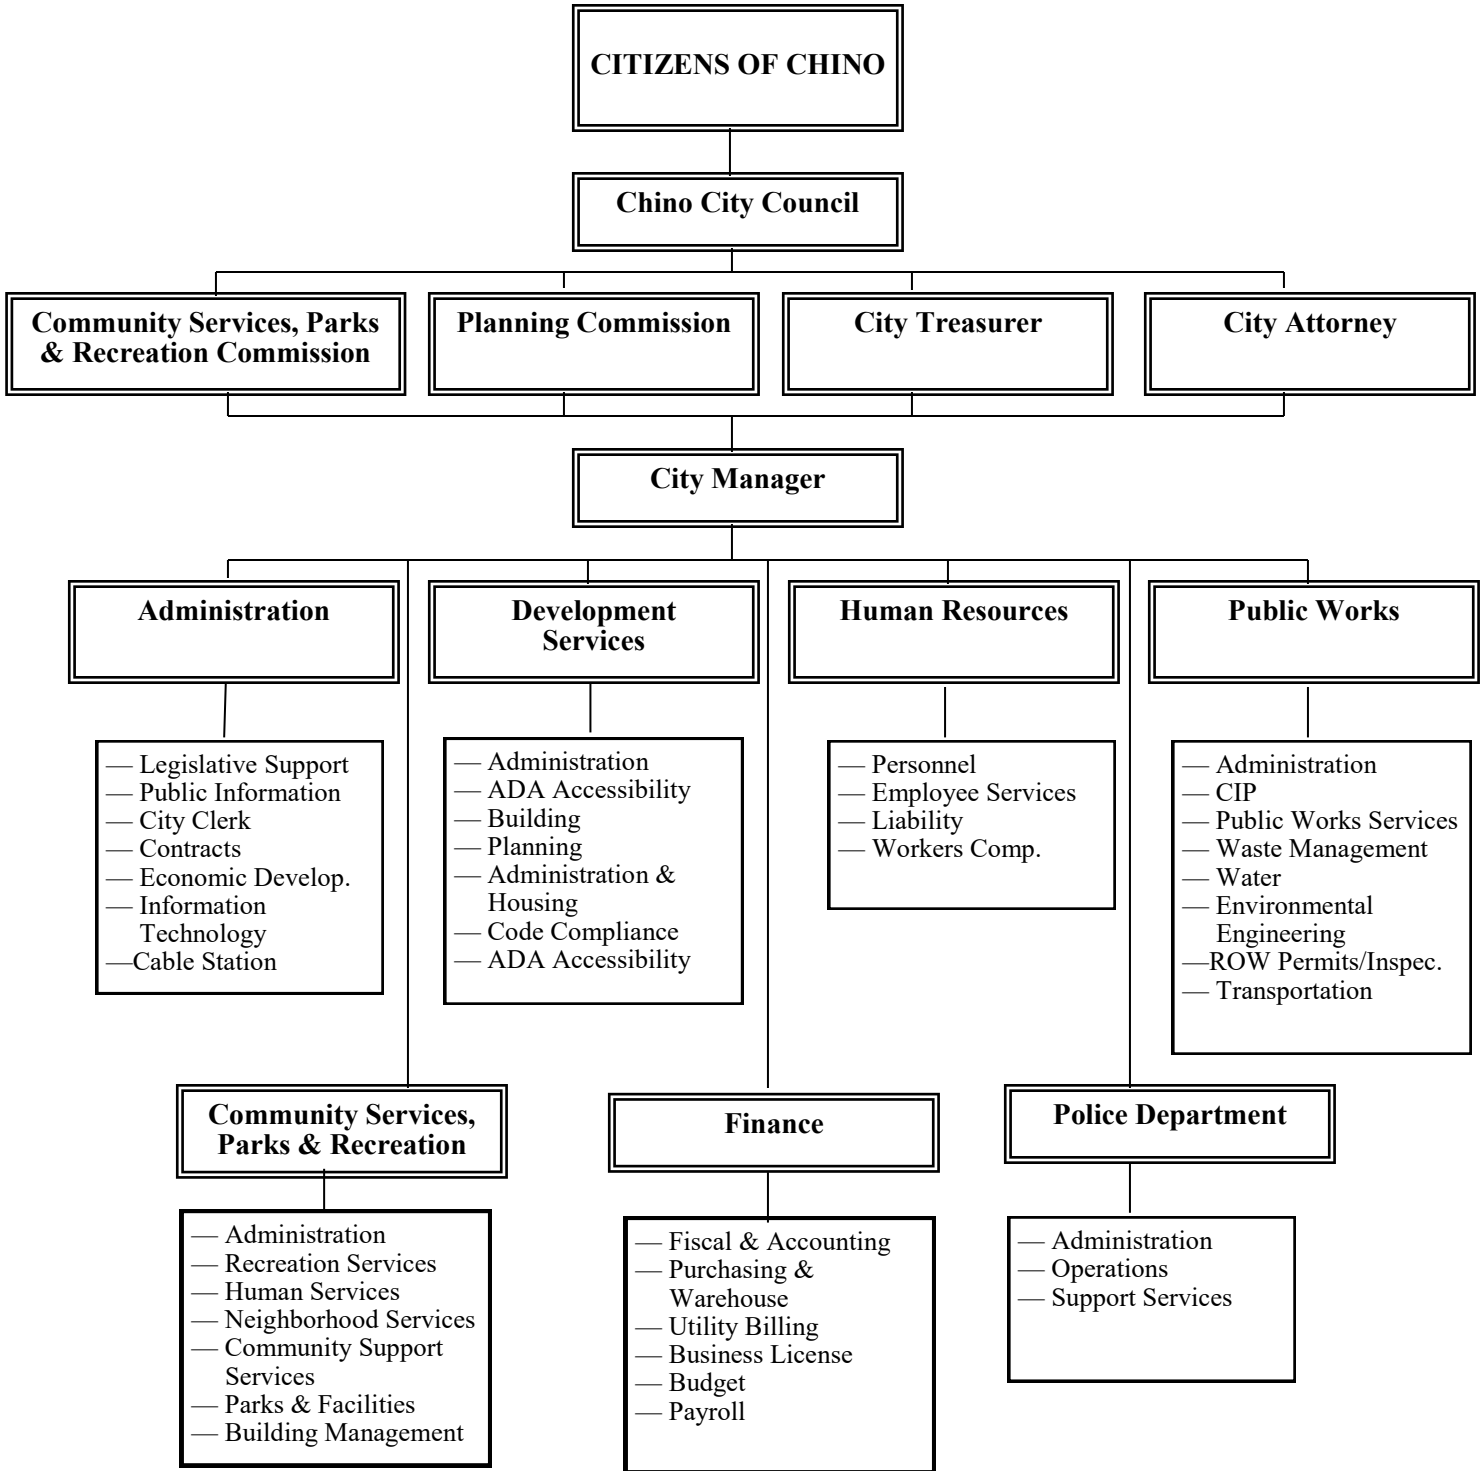 CITIZENS OF CHINO
Chino City Council
Community Services, Parks
& Recreation Commission
Planning Commission
City Treasurer
City Attorney
City Manager
Administration
Development
Services
Human Resources
Public Works
— Legislative Support
— Public Information
— City Clerk
— Contracts
— Economic Develop.
— Information
Technology
—Cable Station
— Administration
— ADA Accessibility
— Building
— Planning
— Administration &
Housing
— Code Compliance
— ADA Accessibility
— Personnel
— Employee Services
— Liability
— Workers Comp.
— Administration
— CIP
— Public Works Services
— Waste Management
— Water
— Environmental
Engineering
—ROW Permits/Inspec.
— Transportation
Community Services,
Parks & Recreation
Finance
Police Department
— Administration
— Recreation Services
— Human Services
— Neighborhood Services
— Community Support
Services
— Parks & Facilities
— Building Management
— Fiscal & Accounting
— Purchasing &
Warehouse
— Utility Billing
— Business License
— Budget
— Payroll
— Administration
— Operations
— Support Services